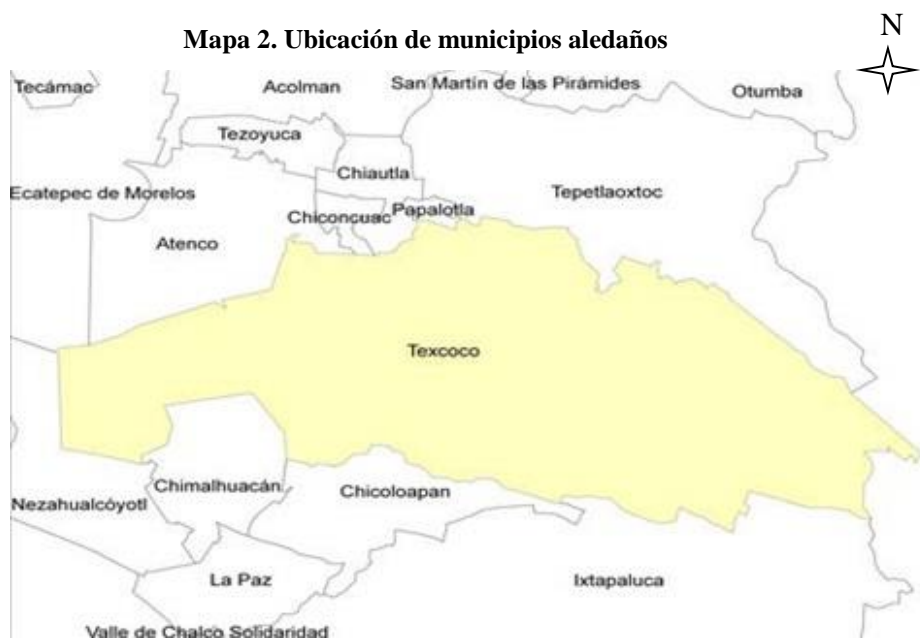 N
Mapa 2. Ubicación de municipios aledaños
Tecámac
Acolman
San Martín de las Pirámides
Otumba
Tezoyuca
Chiautla
Ecatepec de Morelos
Tepetlaoxtoc
Chiconcuac
Papalotla
Atenco
Texcoco
Chimalhuacán
Chicoloapan
Nezahualcóyotl
La Paz
Ixtapaluca
Valle de Chalco Solidaridad